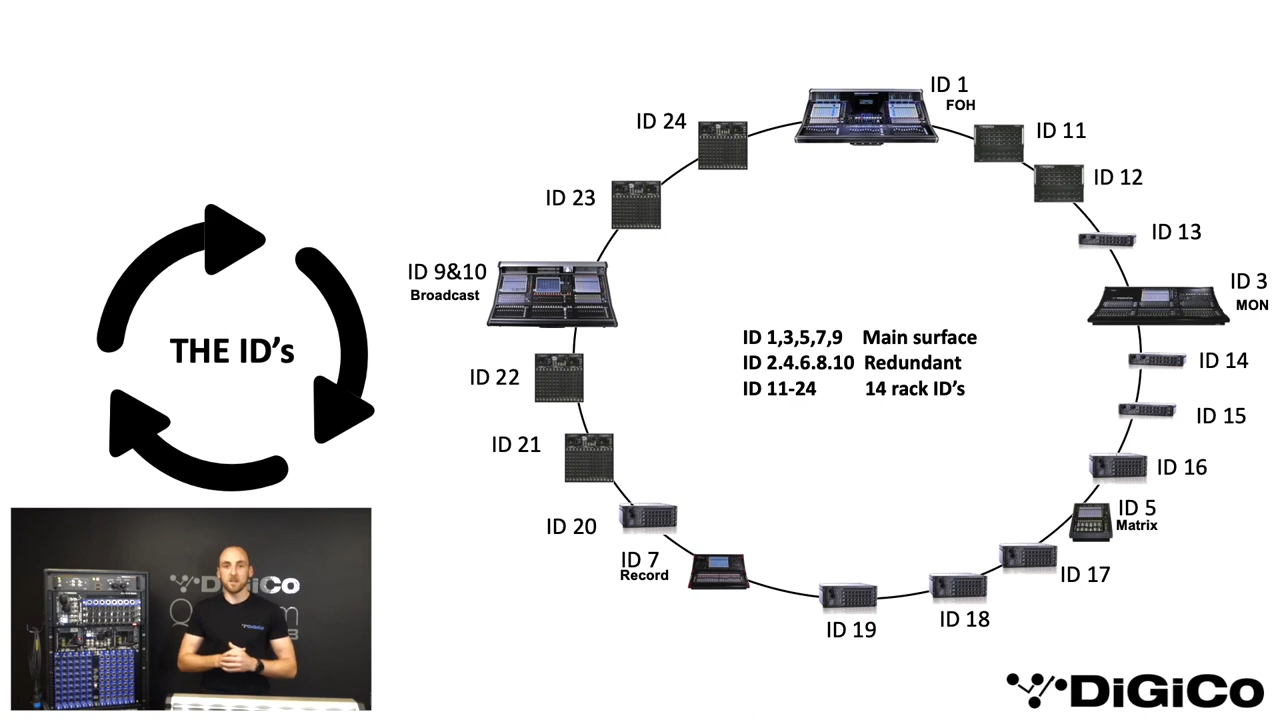 THE ID's
ID 1
FOH
ID 11
ID 12
ID 13
ID 3
MON
ID 14
ID 15
ID 16
ID 5
Matrix
ID 17
ID 18
ID 19
ID 7
Record
ID 20
ID 21
ID 22
ID 9&10
Broadcast
ID 23
ID 24
ID 1,3,5,7,9 Main surface
ID 2.4.6.8.10 Redundant
ID 11-24 14 rack ID’s
DiGiCo
DiGiCo